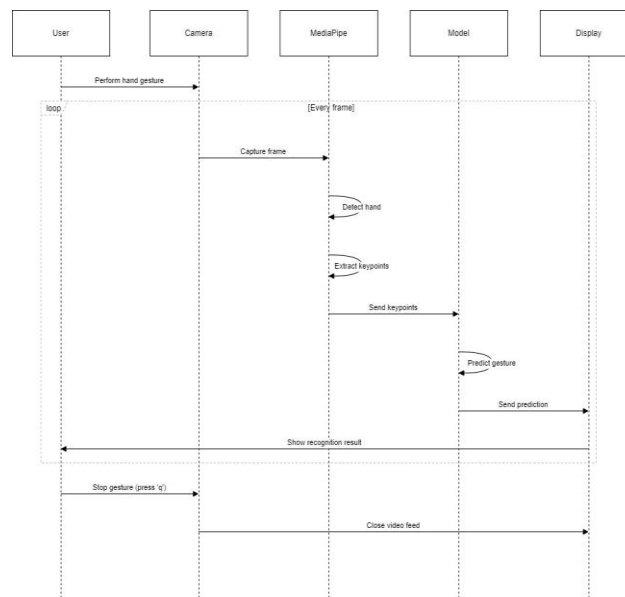 User
Camera
MediaPipe
Model
Display
Perform hand gesture
loop
[Every frame]
Capture frame
Detect hand
Extract keypoints
Send keypoints
Predict gesture
Send prediction
Show recognition result
Stop gesture (press 'q')
Close video feed